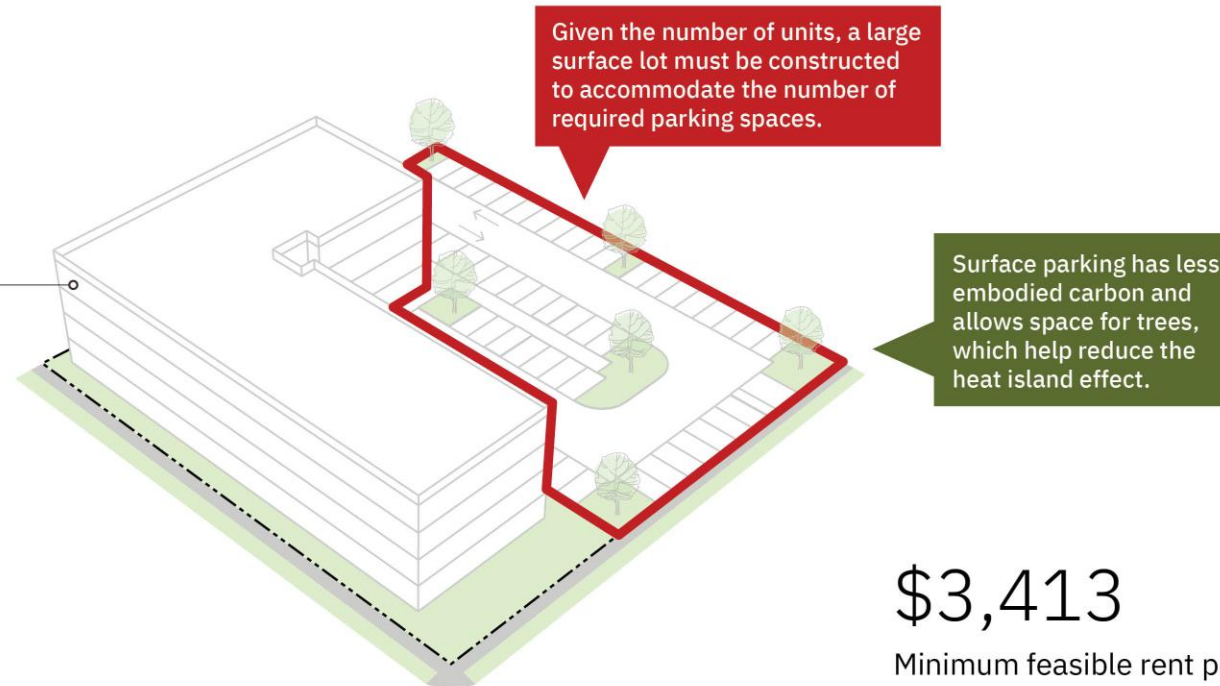 Given the number of units, a large
surface lot must be constructed
to accommodate the number of
required parking spaces.
Surface parking has less
embodied carbon and
allows space for trees,
which help reduce the
heat island effect.
$3,413
Minimum feasible rent p